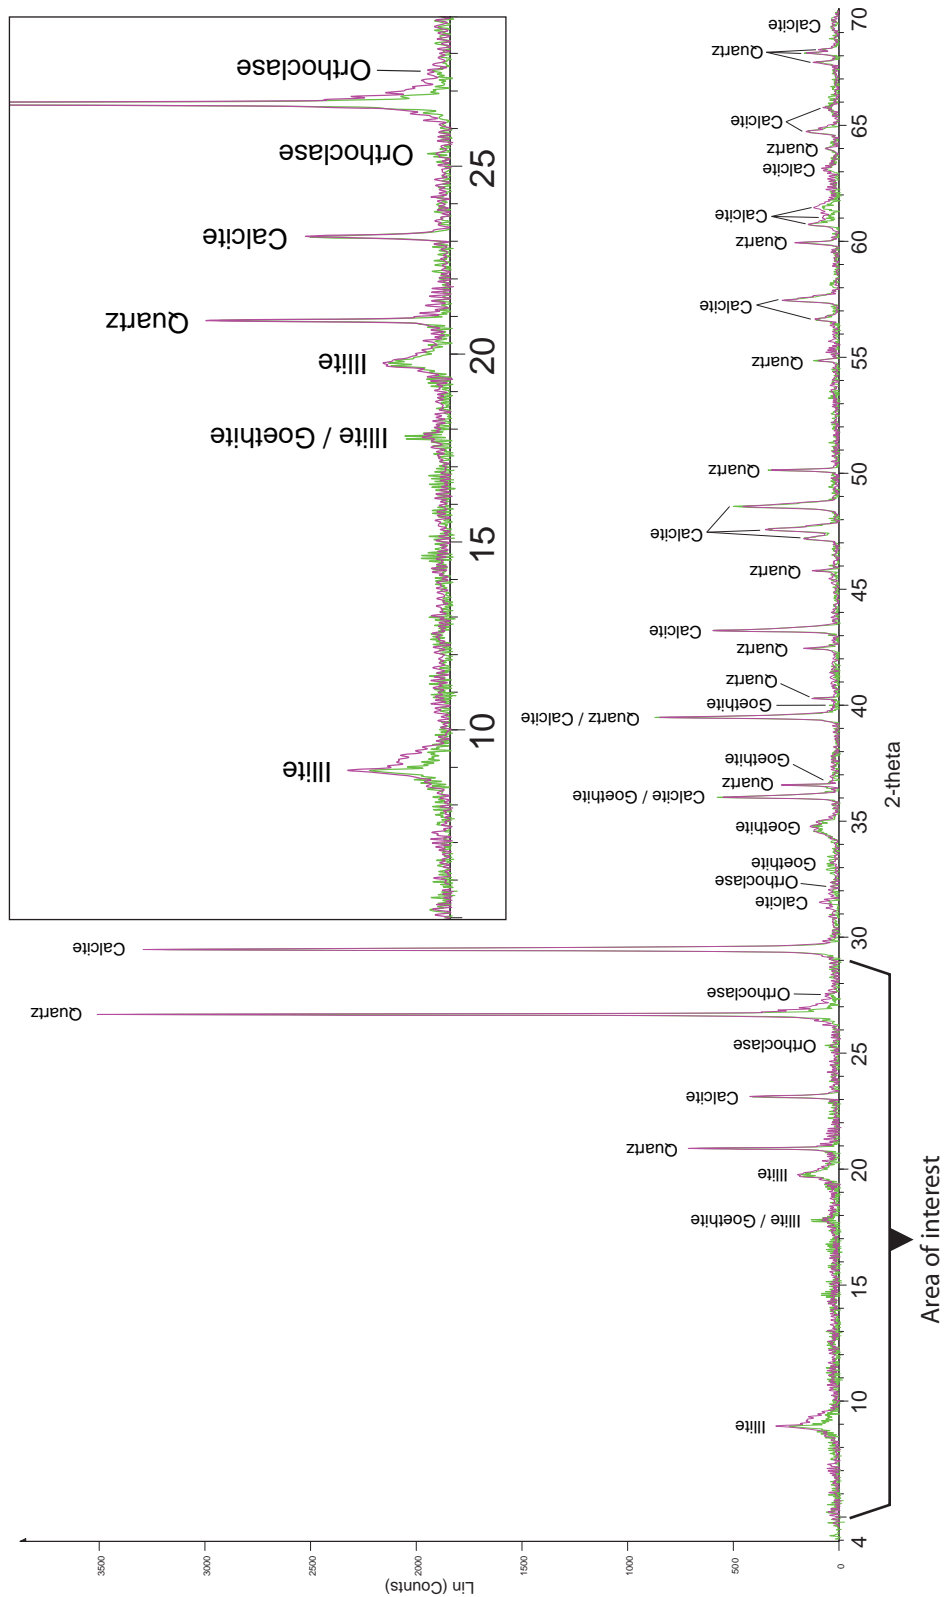 Lin (Counts)
3500
3000
2500
2000
1500
1000
500
0
4
10
15
20
25
30
35
40
45
50
55
60
65
70
2-theta
Area of interest
Illite
Illite / Goethite
Illite
Quartz
Calcite
Orthoclase
Quartz
Orthoclase
Calcite
Calcite
Orthoclase
Goethite
Goethite
Calcite / Goethite
Quartz
Goethite
Quartz / Calcite
Goethite
Quartz
Quartz
Calcite
Quartz
Calcite
Quartz
Quartz
Calcite
Quartz
Calcite
Calcite
Quartz
Calcite
Quartz
Calcite
Illite
Illite / Goethite
Illite
Quartz
Calcite
Orthoclase
Orthoclase
10
15
20
25